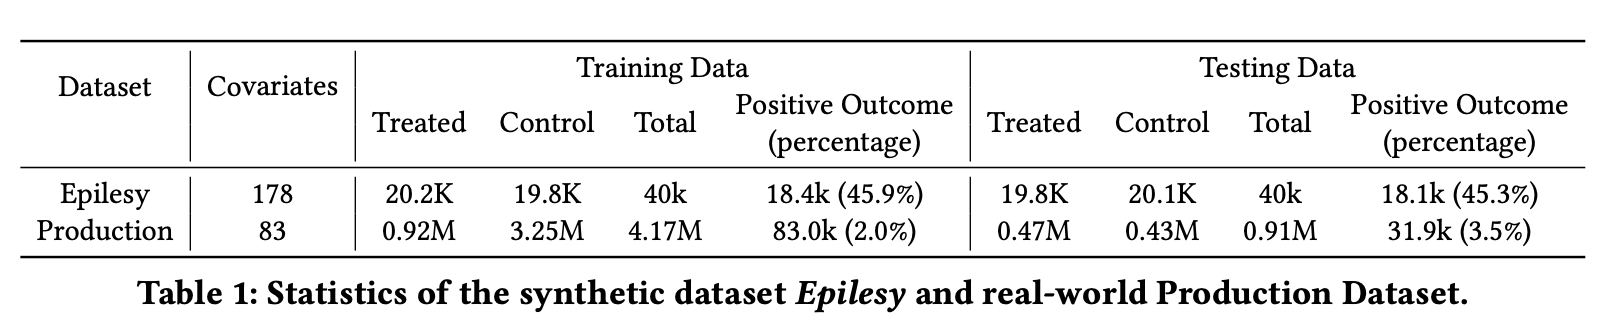 Dataset Covariates Training Data Testing Data
Treated Control Total Positive Outcome (percentage) Treated Control Total Positive Outcome (percentage)
Epilesy 178 20.2K 19.8K 40k 18.4k (45.9%) 19.8K 20.1K 40k 18.1k (45.3%)
Production 83 0.92M 3.25M 4.17M 83.0k (2.0%) 0.47M 0.43M 0.91M 31.9k (3.5%)
Table 1: Statistics of the synthetic dataset Epilesy and real-world Production Dataset.